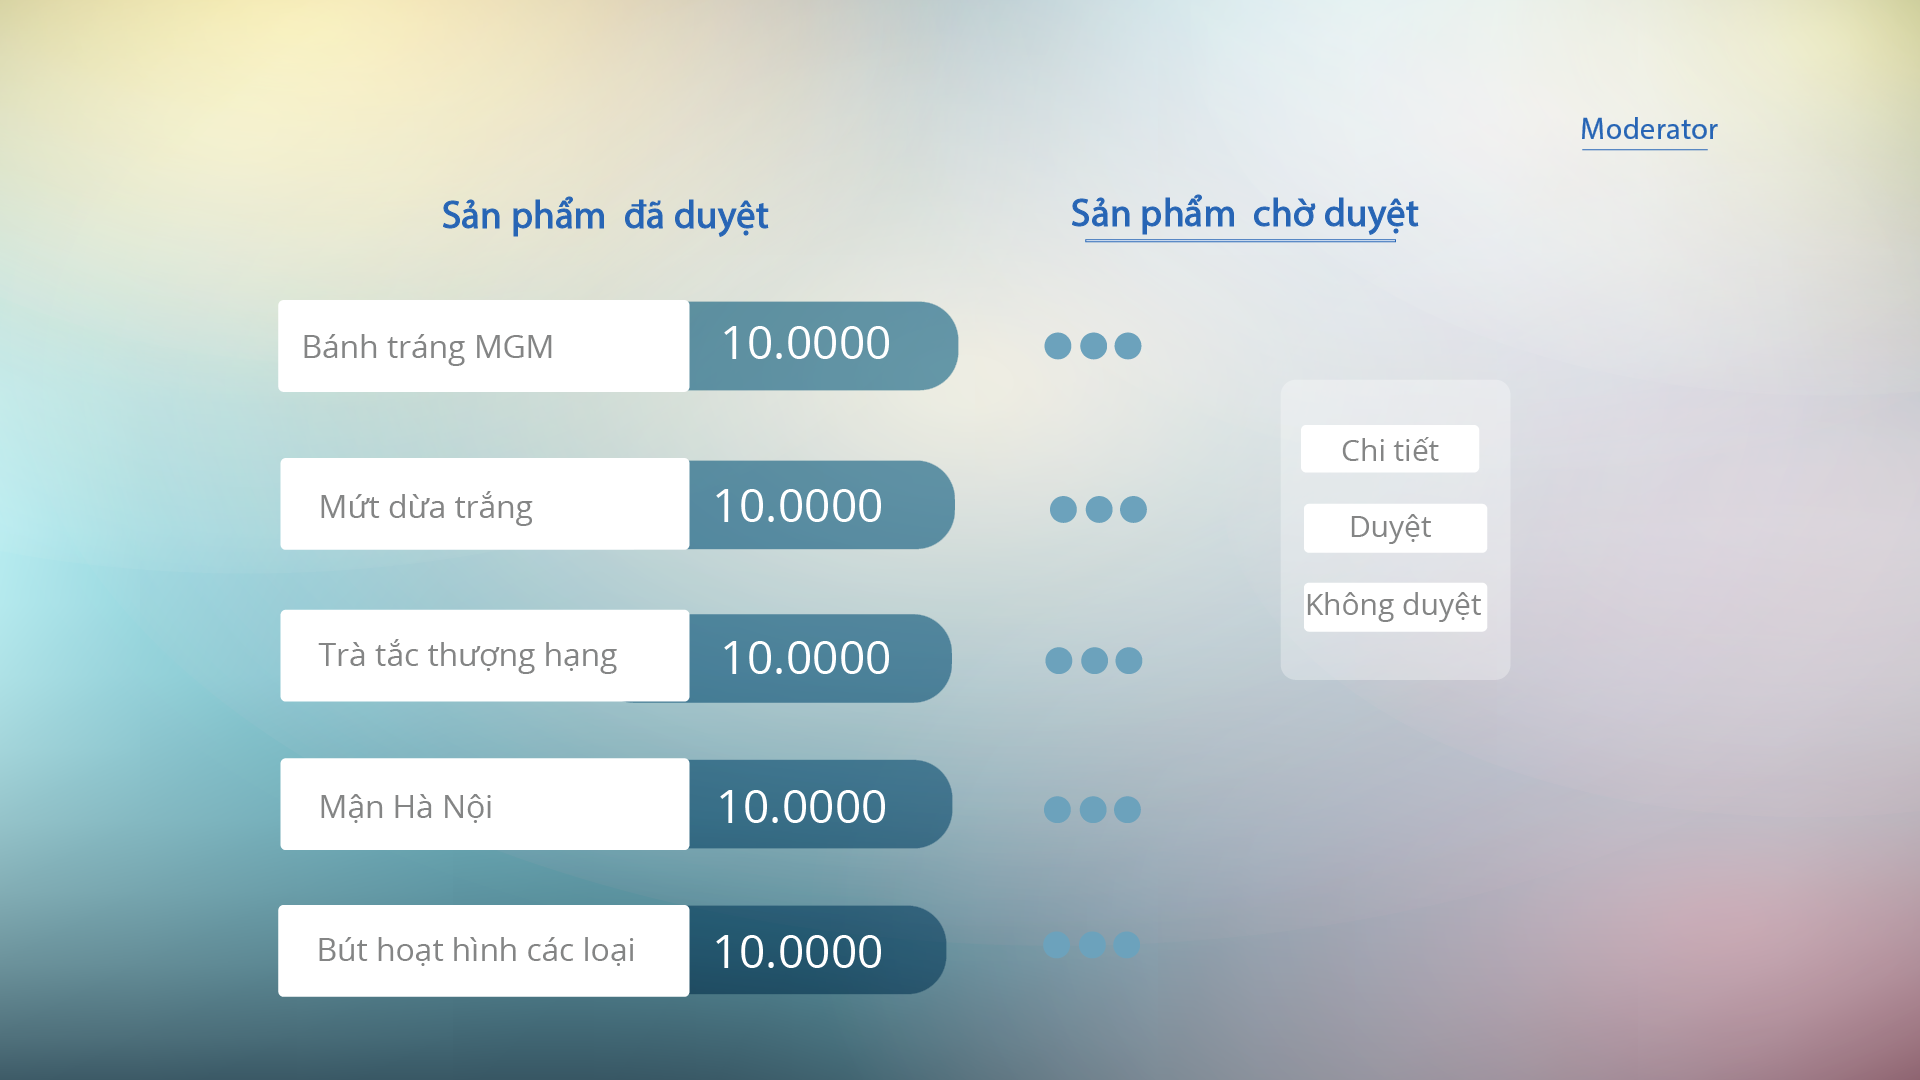 Moderator
Sản phẩm đã duyệt
Sản phẩm chờ duyệt
Bánh tráng MGM
10.0000
Mứt dừa trắng
10.0000
Trà tắc thượng hạng
10.0000
Mận Hà Nội
10.0000
Bút hoạt hình các loại
10.0000
Chi tiết
Duyệt
Không duyệt